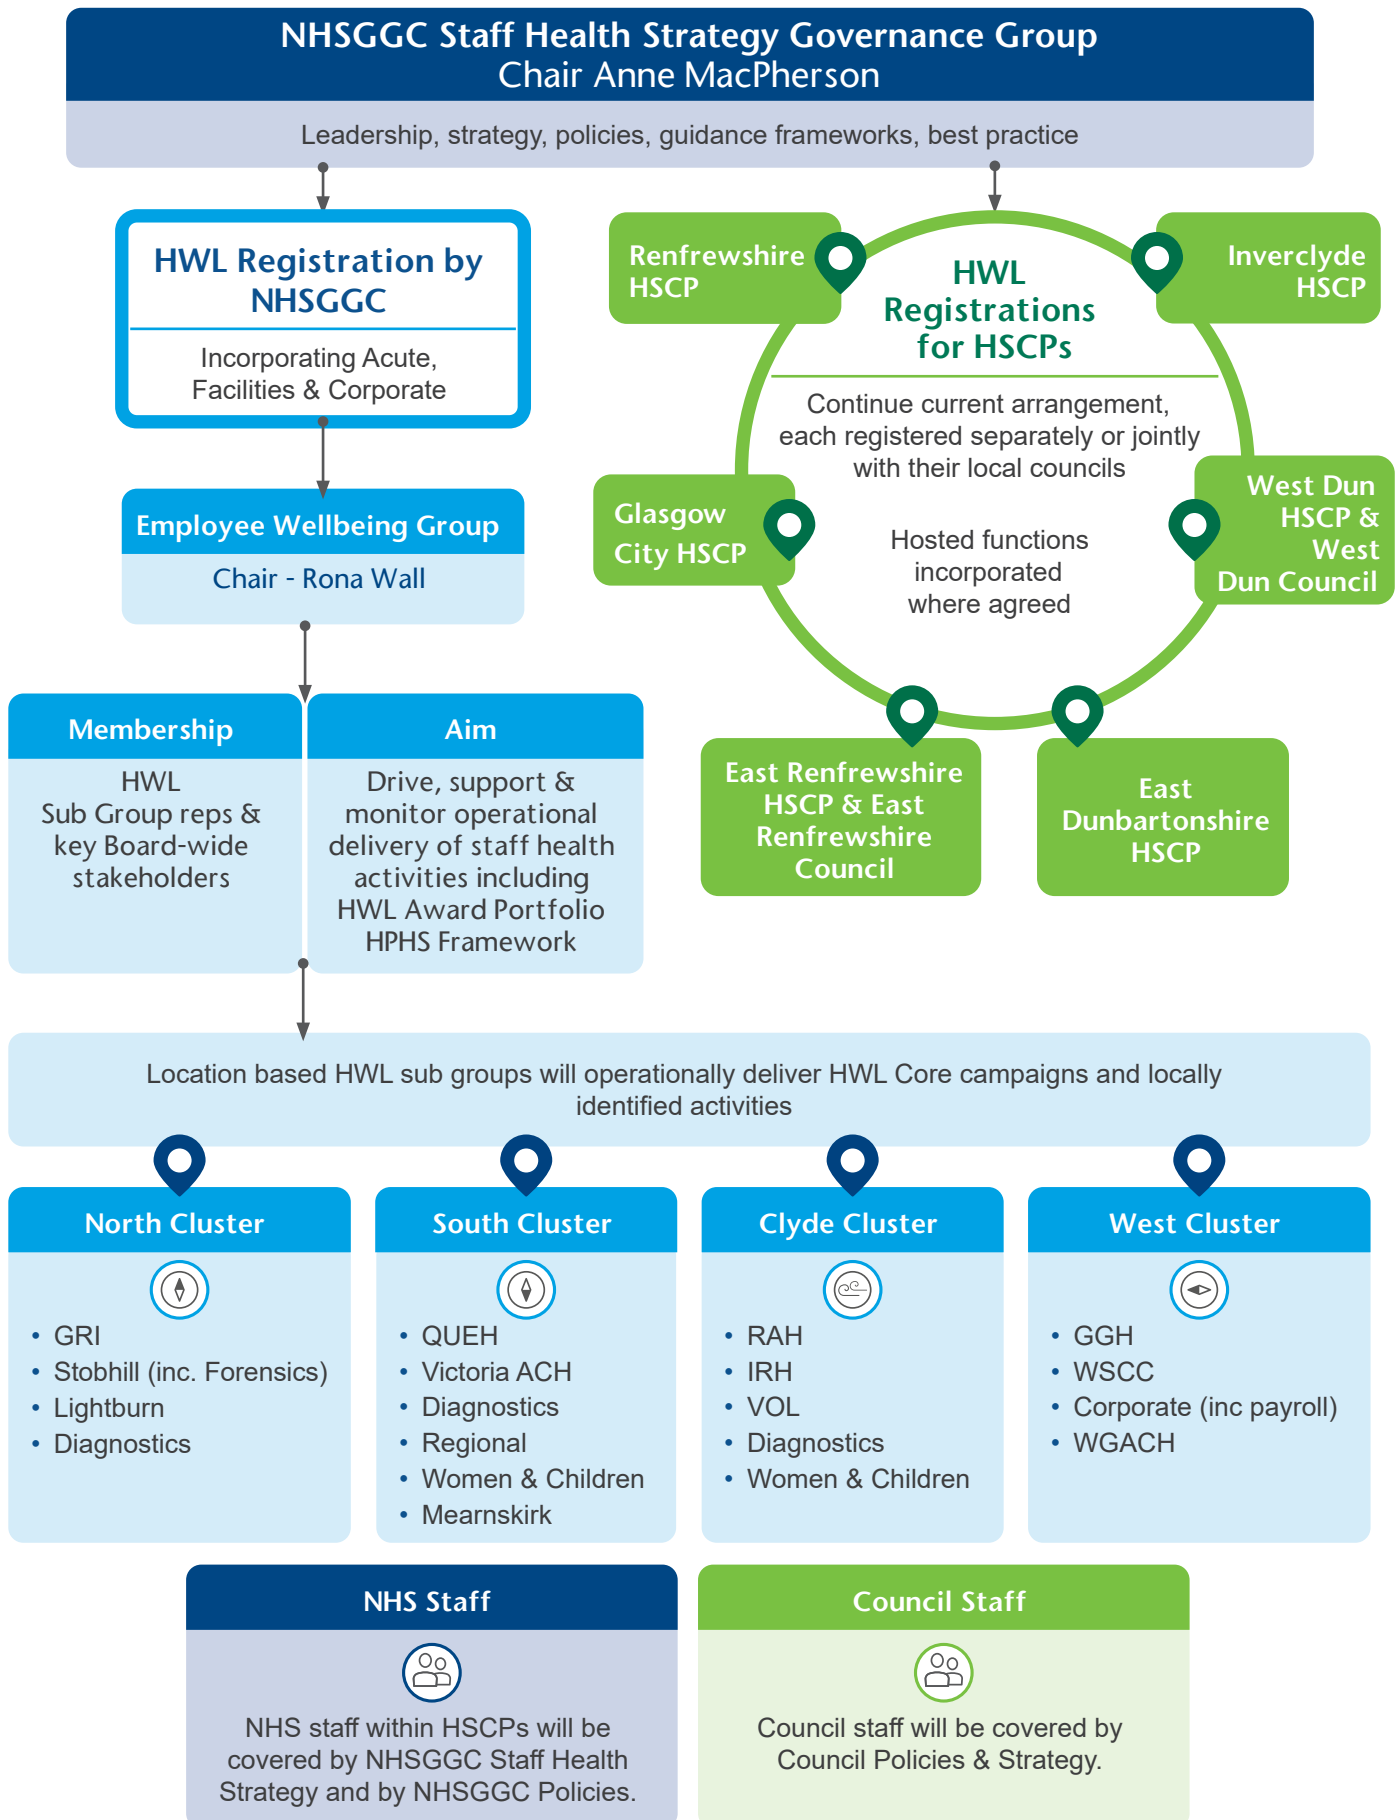 NHSGGC Staff Health Strategy Governance Group
Chair Anne MacPherson
Leadership, strategy, policies, guidance frameworks, best practice
HWL Registration by
NHSGGC
Incorporating Acute,
Facilities & Corporate
Employee Wellbeing Group
Chair - Rona Wall
Membership
HWL
Sub Group reps &
key Board-wide
stakeholders
Aim
Drive, support &
monitor operational
delivery of staff health
activities including
HWL Award Portfolio
HPHS Framework
HWL
Registrations
for HSCPs
Continue current arrangement,
each registered separately or jointly
with their local councils
Hosted functions
incorporated
where agreed
Renfrewshire
HSCP
Inverclyde
HSCP
Glasgow
City HSCP
West Dun
HSCP &
West
Dun Council
East Renfrewshire
HSCP & East
Renfrewshire
Council
East
Dunbartonshire
HSCP
Location based HWL sub groups will operationally deliver HWL Core campaigns and locally
identified activities
North Cluster
• GRI
• Stobhill (inc. Forensics)
• Lightburn
• Diagnostics
South Cluster
• QUEH
• Victoria ACH
• Diagnostics
• Regional
• Women & Children
• Mearnskirk
Clyde Cluster
• RAH
• IRH
• VOL
• Diagnostics
• Women & Children
West Cluster
• GGH
• WSCC
• Corporate (inc payroll)
• WGACH
NHS Staff
NHS staff within HSCPs will be
covered by NHSGGC Staff Health
Strategy and by NHSGGC Policies.
Council Staff
Council staff will be covered by
Council Policies & Strategy.